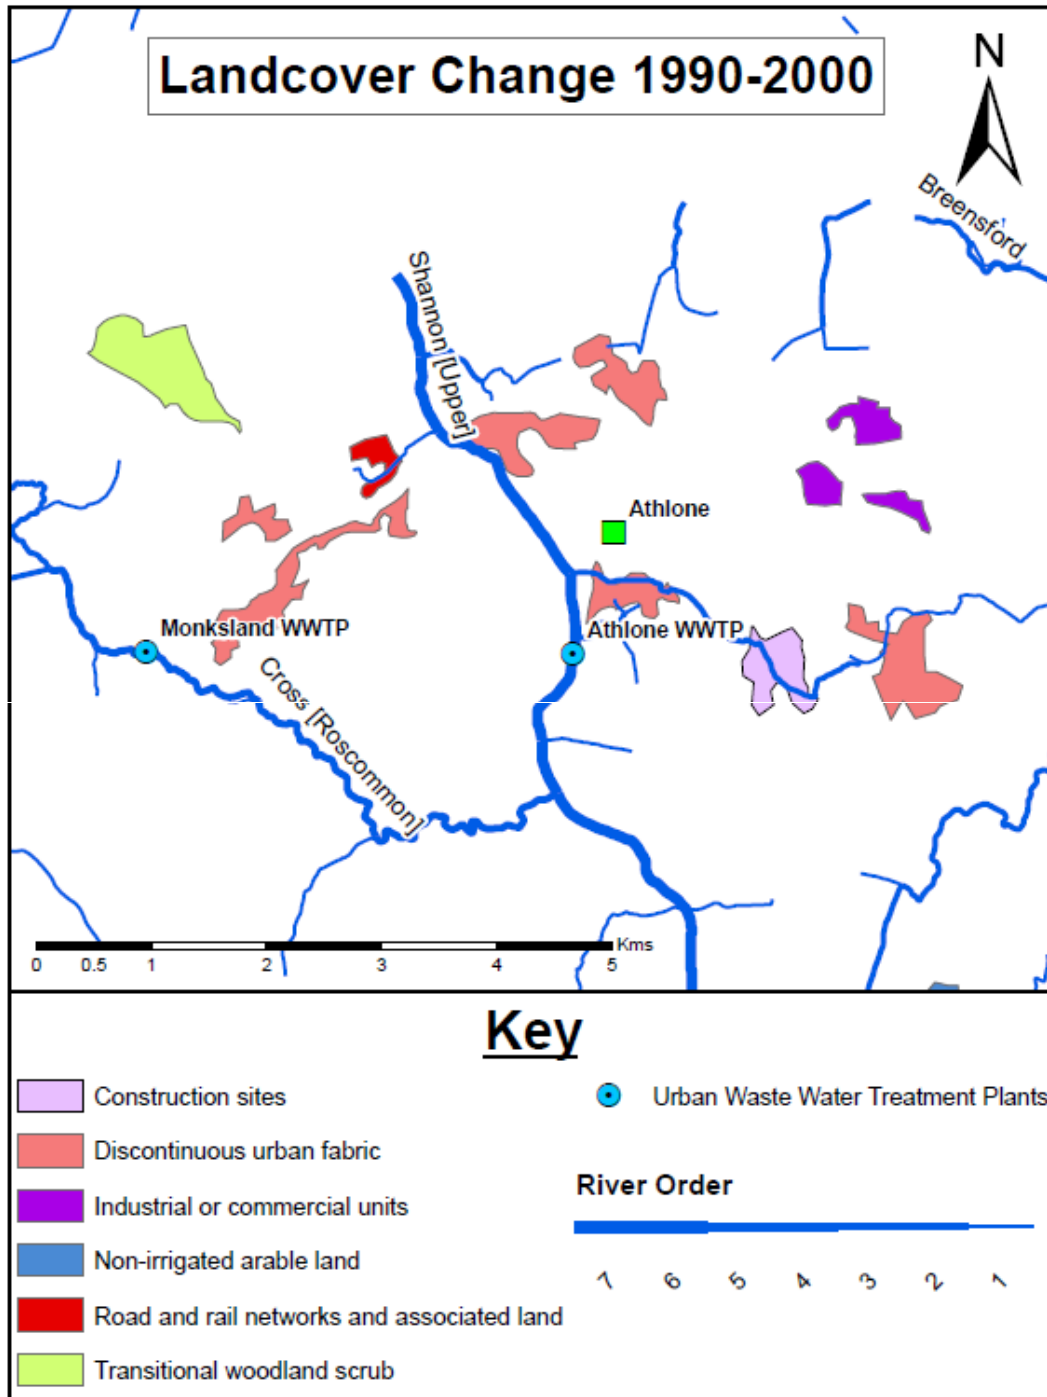 Landcover Change 1990-2000
N
Breensford
Shannon [Upper]
Athlone
Monksland WWTP
Athlone WWTP
Cross [Roscommon]
Kms
0 0.5 1 2 3 4 5
Key
Construction sites
Urban Waste Water Treatment Plants
Discontinuous urban fabric
River Order
Industrial or commercial units
Non-irrigated arable land
7 6 5 4 3 2 1
Road and rail networks and associated land
Transitional woodland scrub